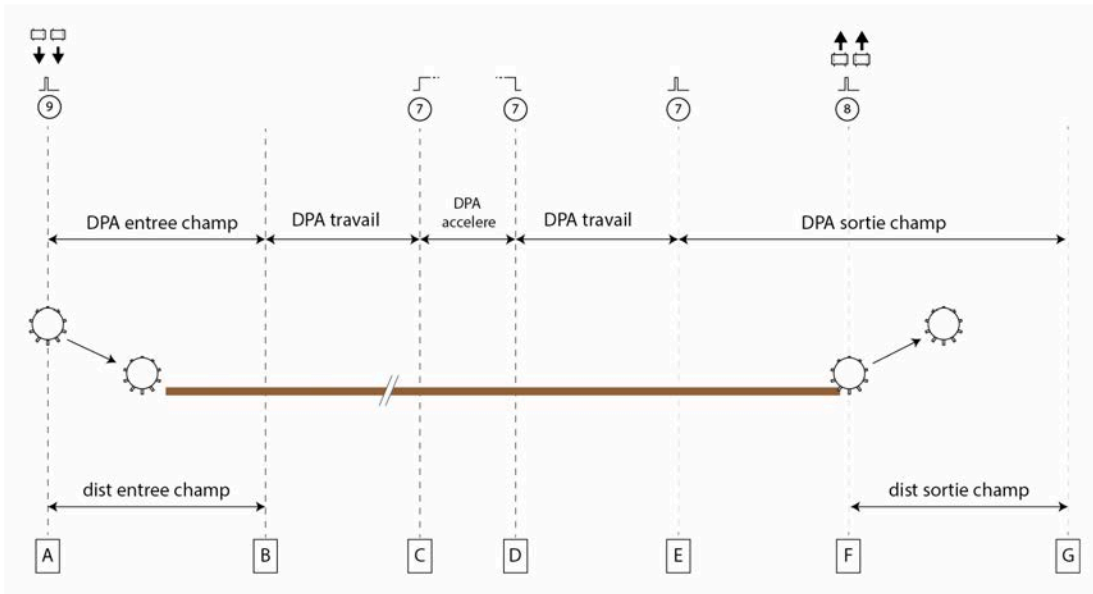 9
7
7
7
8
DPA entree champ
DPA travail
DPA
accelere
DPA travail
DPA sortie champ
dist entree champ
dist sortie champ
A
B
C
D
E
F
G